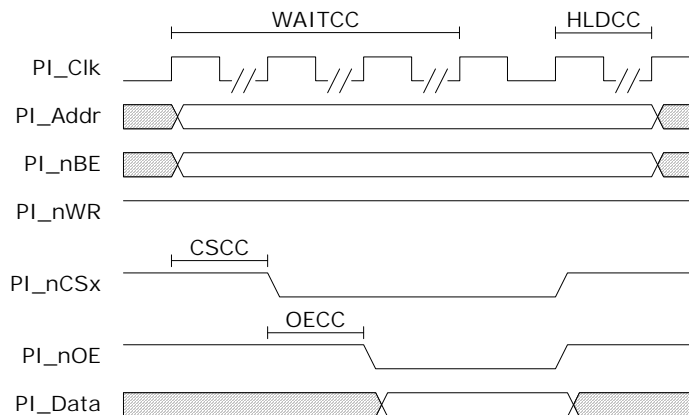 WAITCC HLDCC
PI_Clk
PI_Addr
PI_nBE
PI_nWR
CSCC
PI_nCSx
OECC
PI_nOE
PI_Data